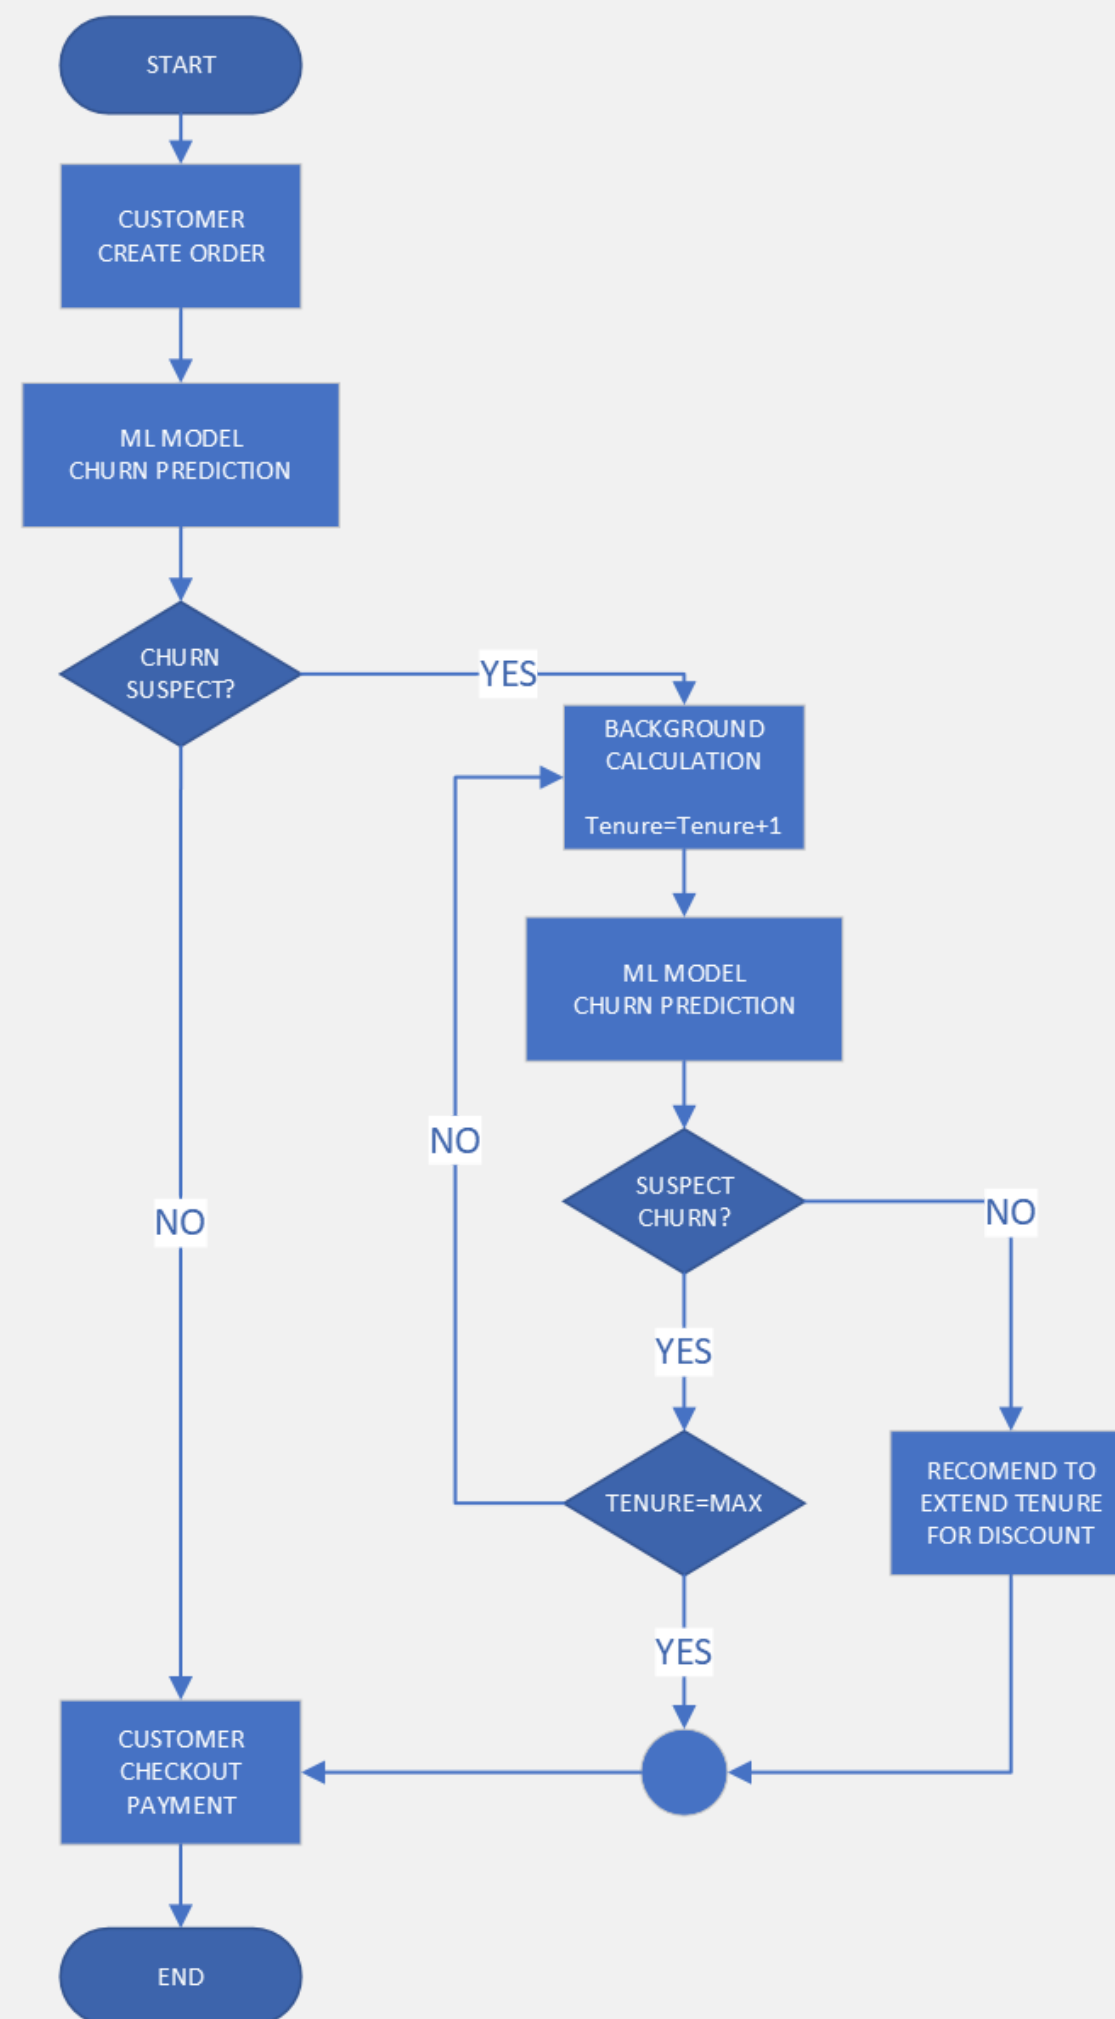 START
CUSTOMER
CREATE ORDER
ML MODEL
CHURN PREDICTION
CHURN
SUSPECT?
YES
BACKGROUND
CALCULATION
Tenure=Tenure+1
ML MODEL
CHURN PREDICTION
NO
SUSPECT
CHURN?
NO
NO
YES
RECOMEND TO
EXTEND TENURE
FOR DISCOUNT
TENURE=MAX
YES
CUSTOMER
CHECKOUT
PAYMENT
END